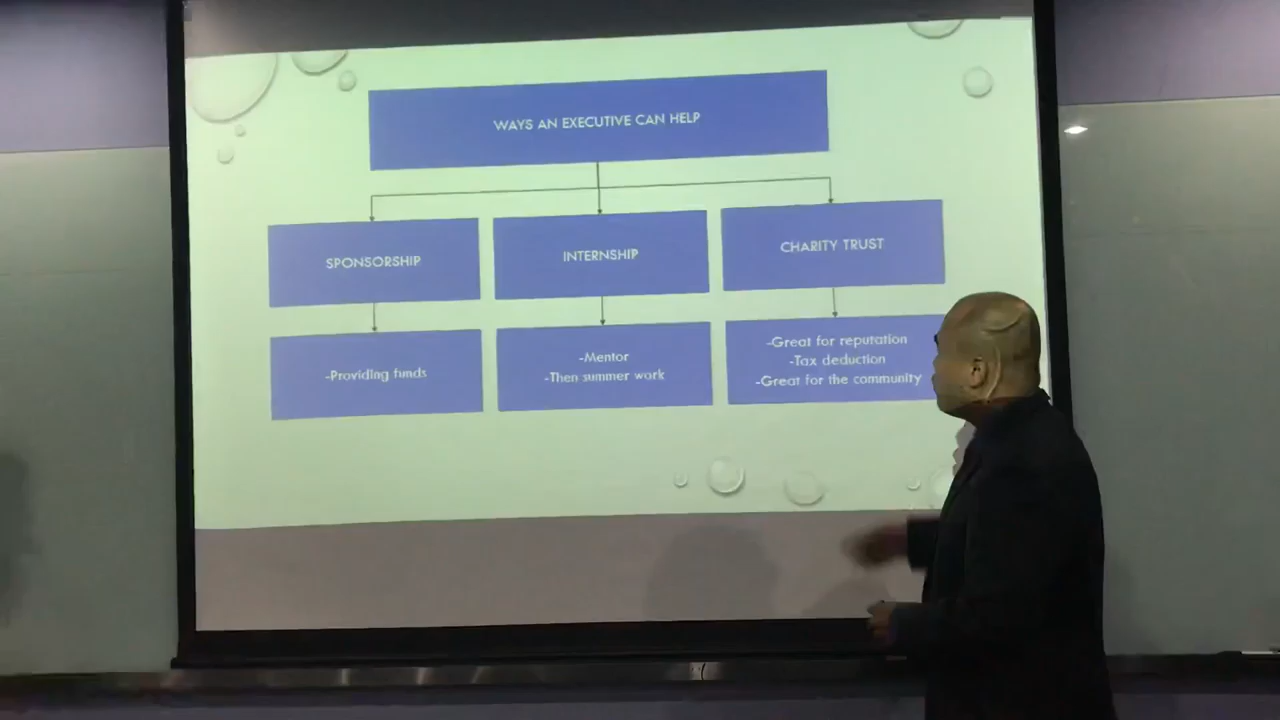 WAYS AN EXECUTIVE CAN HELP
SPONSORSHIP
INTERNSHIP
CHARITY TRUST
-Providing funds
-Mentor
-Then summer work
-Great for reputation
-Tax deduction
-Great for the community